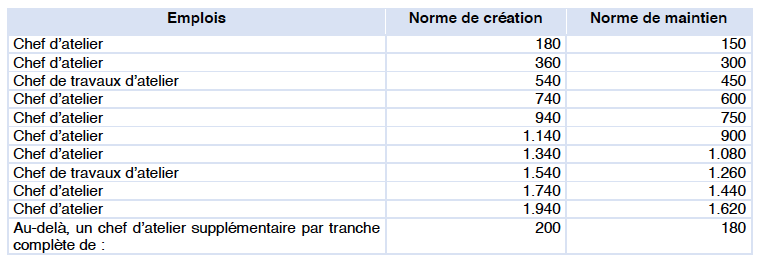 Emplois Norme de création Norme de maintien
Chef d'atelier 180 150
Chef d'atelier 360 300
Chef de travaux d'atelier 540 450
Chef d'atelier 740 600
Chef d'atelier 940 750
Chef d'atelier 1.140 900
Chef d'atelier 1.340 1.080
Chef de travaux d'atelier 1.540 1.260
Chef d'atelier 1.740 1.440
Chef d'atelier 1.940 1.620
Au-delà, un chef d'atelier supplémentaire par tranche 200 180
complète de :